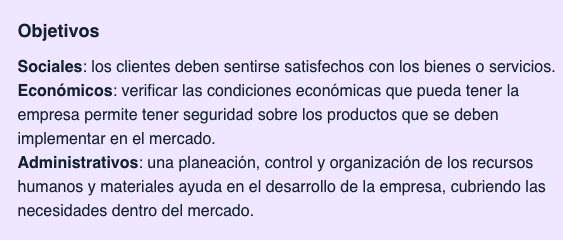 Objetivos
Sociales: los clientes deben sentirse satisfechos con los bienes o servicios.
Económicos: verificar las condiciones económicas que pueda tener la
empresa permite tener seguridad sobre los productos que se deben
implementar en el mercado.
Administrativos: una planeación, control y organización de los recursos
humanos y materiales ayuda en el desarrollo de la empresa, cubriendo las
necesidades dentro del mercado.